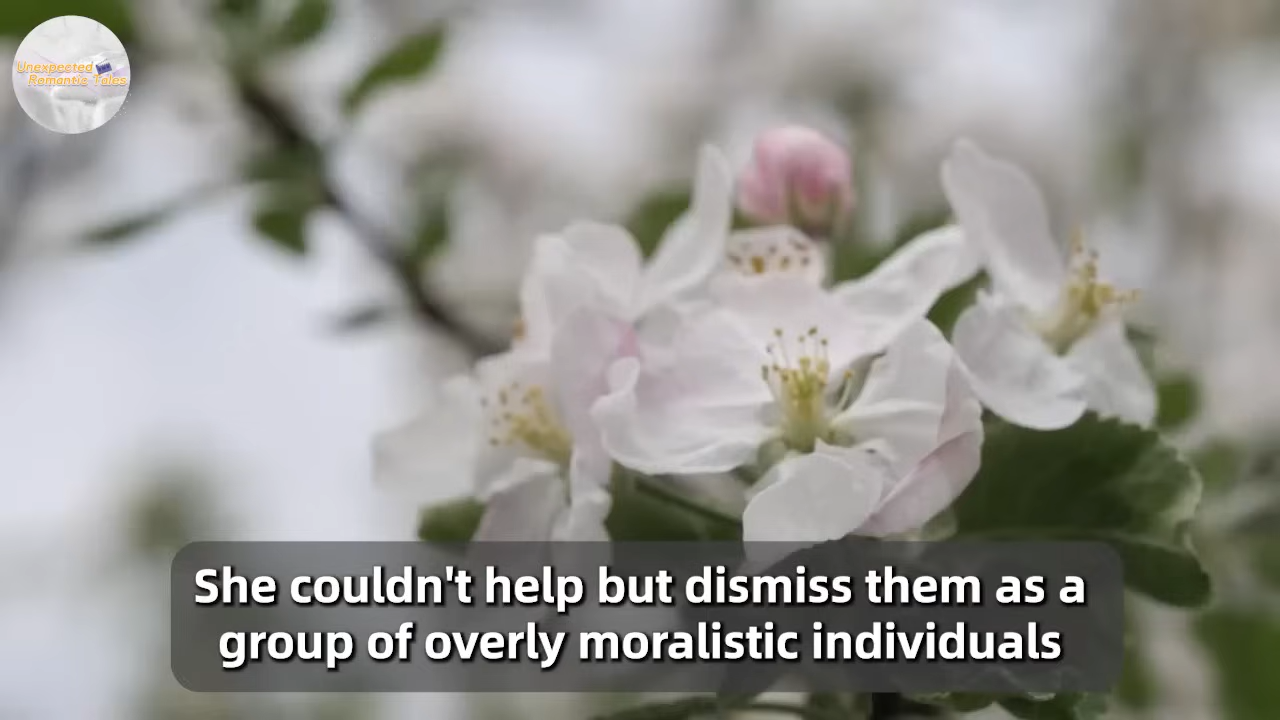 Unexpected
Romantic Tales
She couldn't help but dismiss them as a
group of overly moralistic individuals